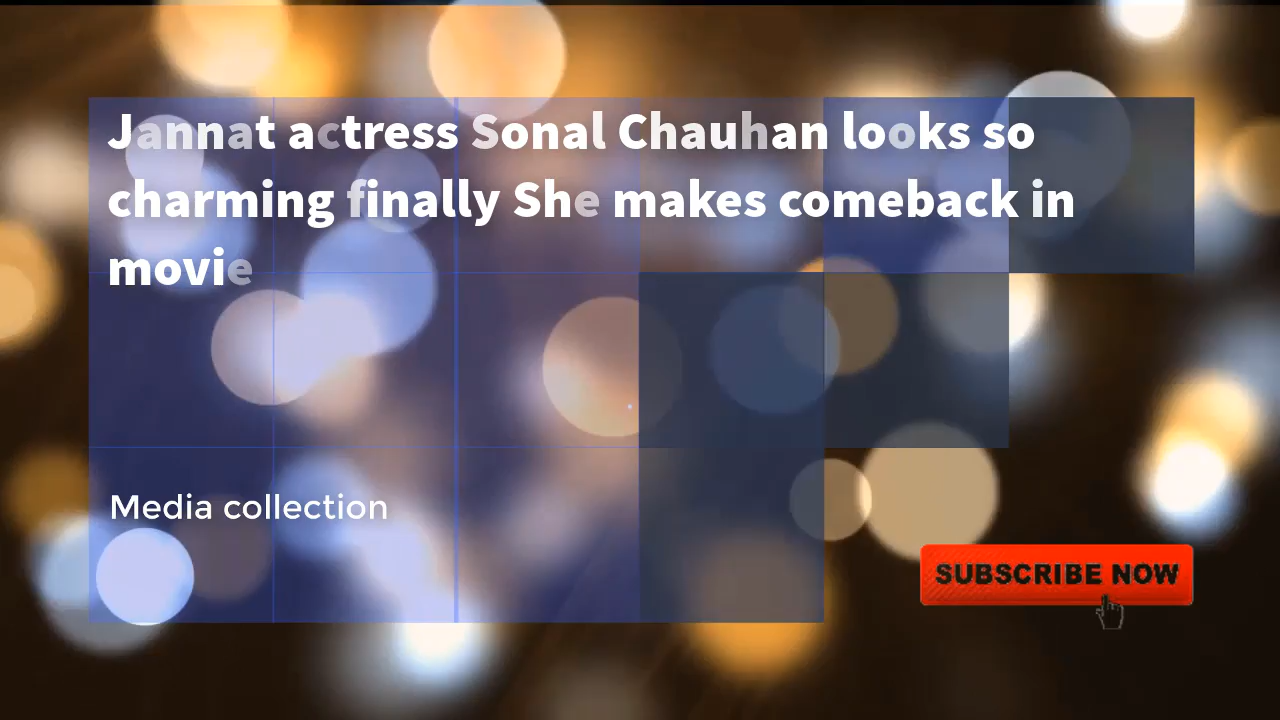 Jannat actress Sonal Chauhan looks so
charming finally She makes comeback in
movie
Media collection
SUBSCRIBE NOW